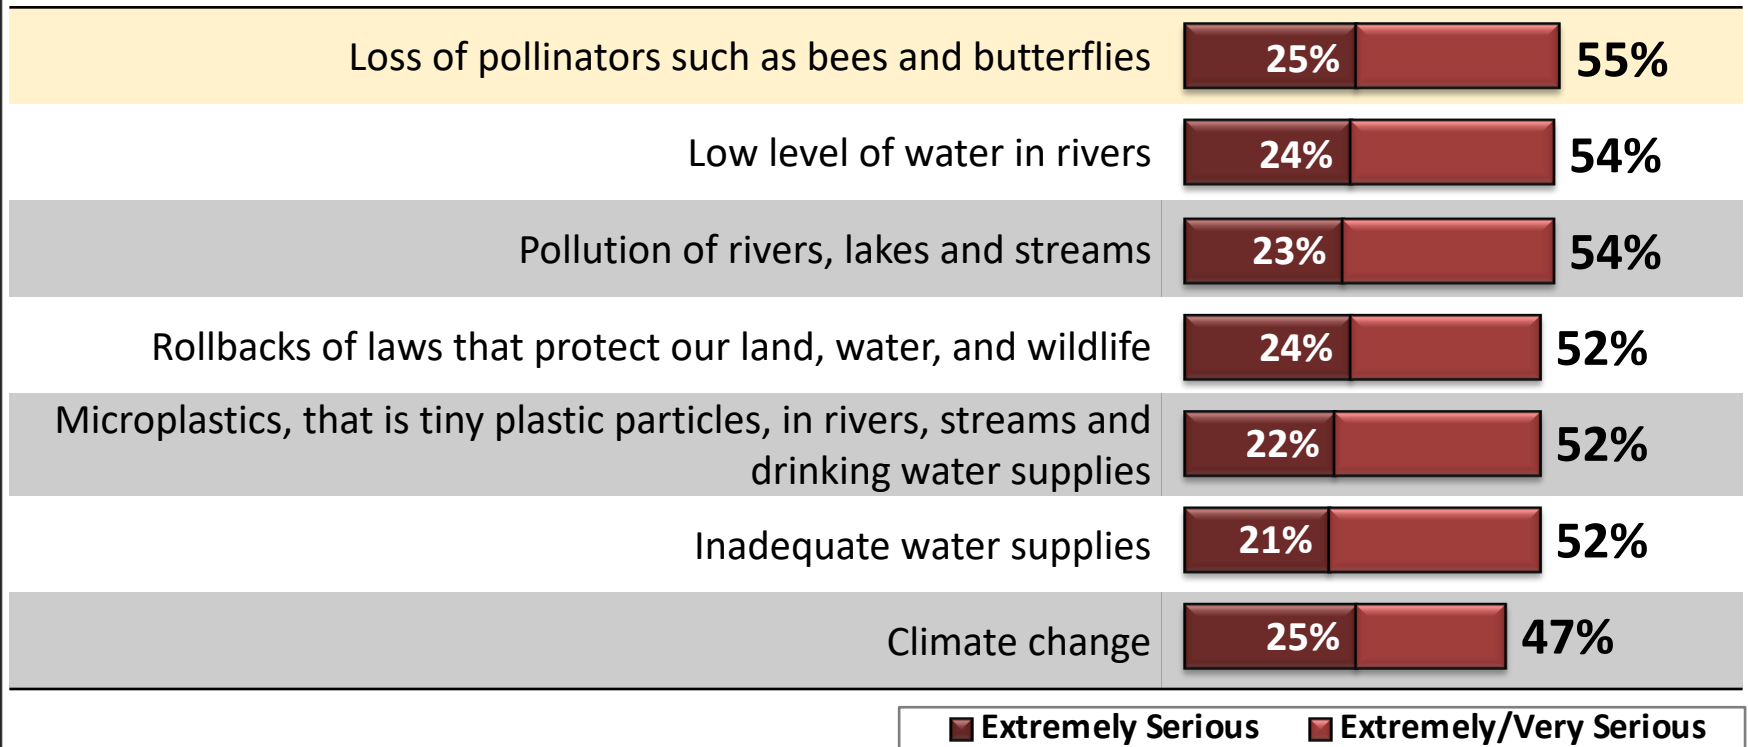 Loss of pollinators such as bees and butterflies 25% 55%
Low level of water in rivers 24% 54%
Pollution of rivers, lakes and streams 23% 54%
Rollbacks of laws that protect our land, water, and wildlife 24% 52%
Microplastics, that is tiny plastic particles, in rivers, streams and
drinking water supplies 22% 52%
Inadequate water supplies 21% 52%
Climate change 25% 47%
Extremely Serious Extremely/Very Serious